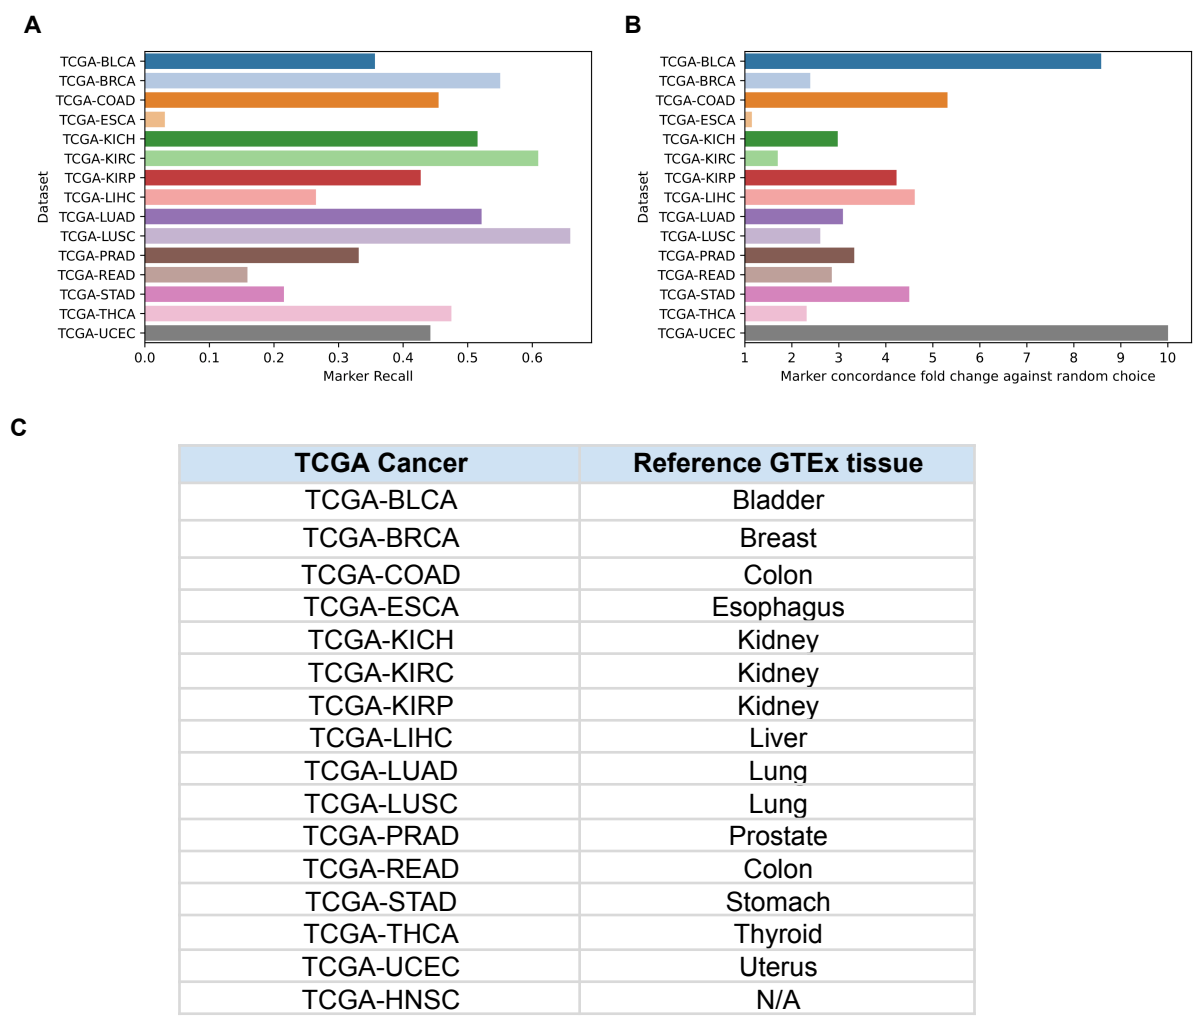 A
B
TCGA-BLCA
TCGA-BRCA
TCGA-COAD
TCGA-ESCA
TCGA-KICH
TCGA-KIRC
TCGA-KIRP
TCGA-LIHC
TCGA-LUAD
TCGA-LUSC
TCGA-PRAD
TCGA-READ
TCGA-STAD
TCGA-THCA
TCGA-UCEC
Dataset
0.0 0.1 0.2 0.3 0.4 0.5 0.6
Marker Recall
TCGA-BLCA
TCGA-BRCA
TCGA-COAD
TCGA-ESCA
TCGA-KICH
TCGA-KIRC
TCGA-KIRP
TCGA-LIHC
TCGA-LUAD
TCGA-LUSC
TCGA-PRAD
TCGA-READ
TCGA-STAD
TCGA-THCA
TCGA-UCEC
Dataset
1 2 3 4 5 6 7 8 9 10
Marker concordance fold change against random choice
C
TCGA Cancer Reference GTEx tissue
TCGA-BLCA Bladder
TCGA-BRCA Breast
TCGA-COAD Colon
TCGA-ESCA Esophagus
TCGA-KICH Kidney
TCGA-KIRC Kidney
TCGA-KIRP Kidney
TCGA-LIHC Liver
TCGA-LUAD Lung
TCGA-LUSC Lung
TCGA-PRAD Prostate
TCGA-READ Colon
TCGA-STAD Stomach
TCGA-THCA Thyroid
TCGA-UCEC Uterus
TCGA-HNSC N/A